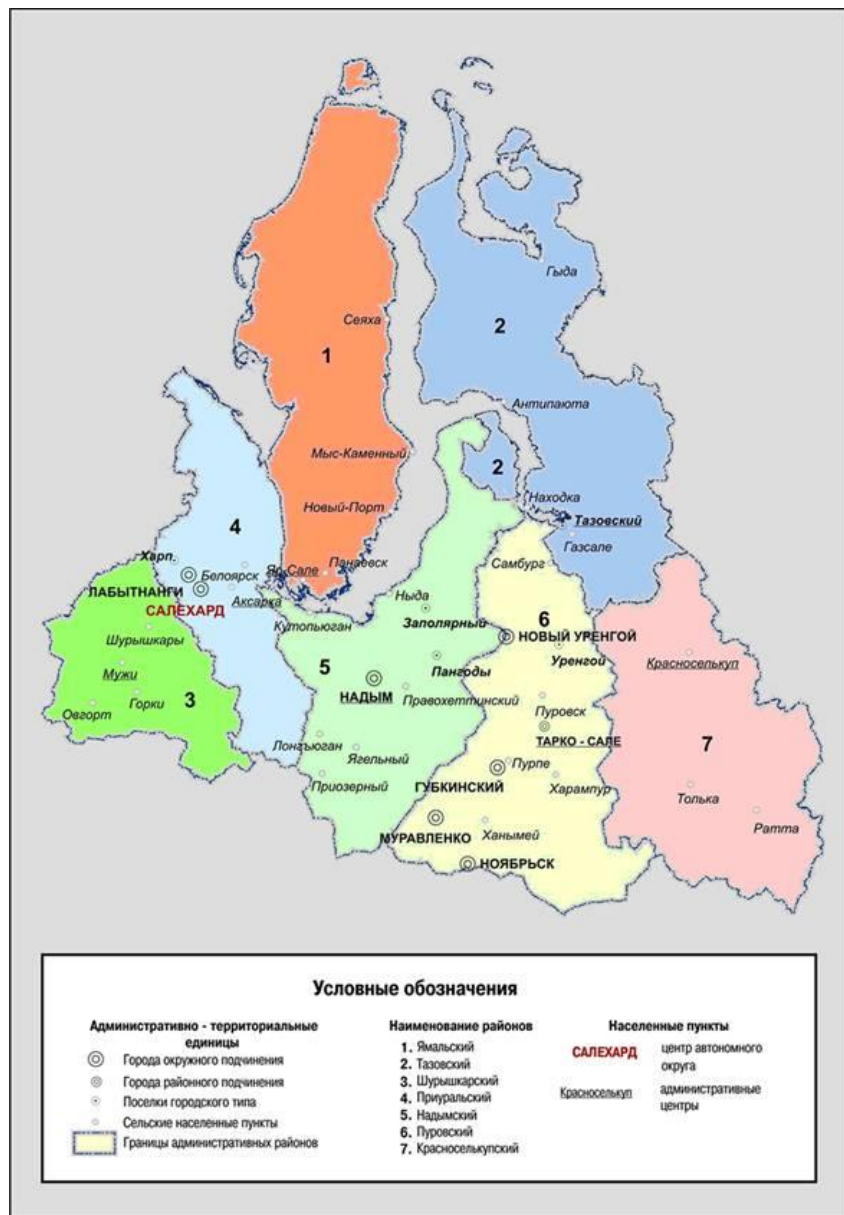 Гыда
Сеяха
2
1
Антипаюта
Мыс-Каменный
2
Находка
Новый-Порт
Тазовский
4
Газсале
Харп
Панаевск
Самбург
Яр-Сале
Белоярск
ЛАБЫТНАНГИ
Аксарка
Ныда
САЛЕХАРД
Заполярный
6
Кутопьюган
Шурышкары
НОВЫЙ УРЕНГОЙ
Уренгой
5
Пангоды
Красноселькуп
Мужи
НАДЫМ
Правохеттинский
Горки
3
Овгорт
Пуровск
ТАРКО - САЛЕ
7
Лонгъюган
Ягельный
Пурпе
Приозерный
ГУБКИНСКИЙ
Харампур
Толька
Ратта
МУРАВЛЕНКО
Ханымей
НОЯБРЬСК
Условные обозначения
Административно - территориальные
единицы
Города окружного подчинения
Города районного подчинения
Поселки городского типа
Сельские населенные пункты
Границы административных районов
Наименование районов
1. Ямальский
2. Тазовский
3. Шурышкарский
4. Приуральский
5. Надымский
6. Пуровский
7. Красноселькупский
Населенные пункты
САЛЕХАРД центр автономного
округа
Красноселькуп административные
центры